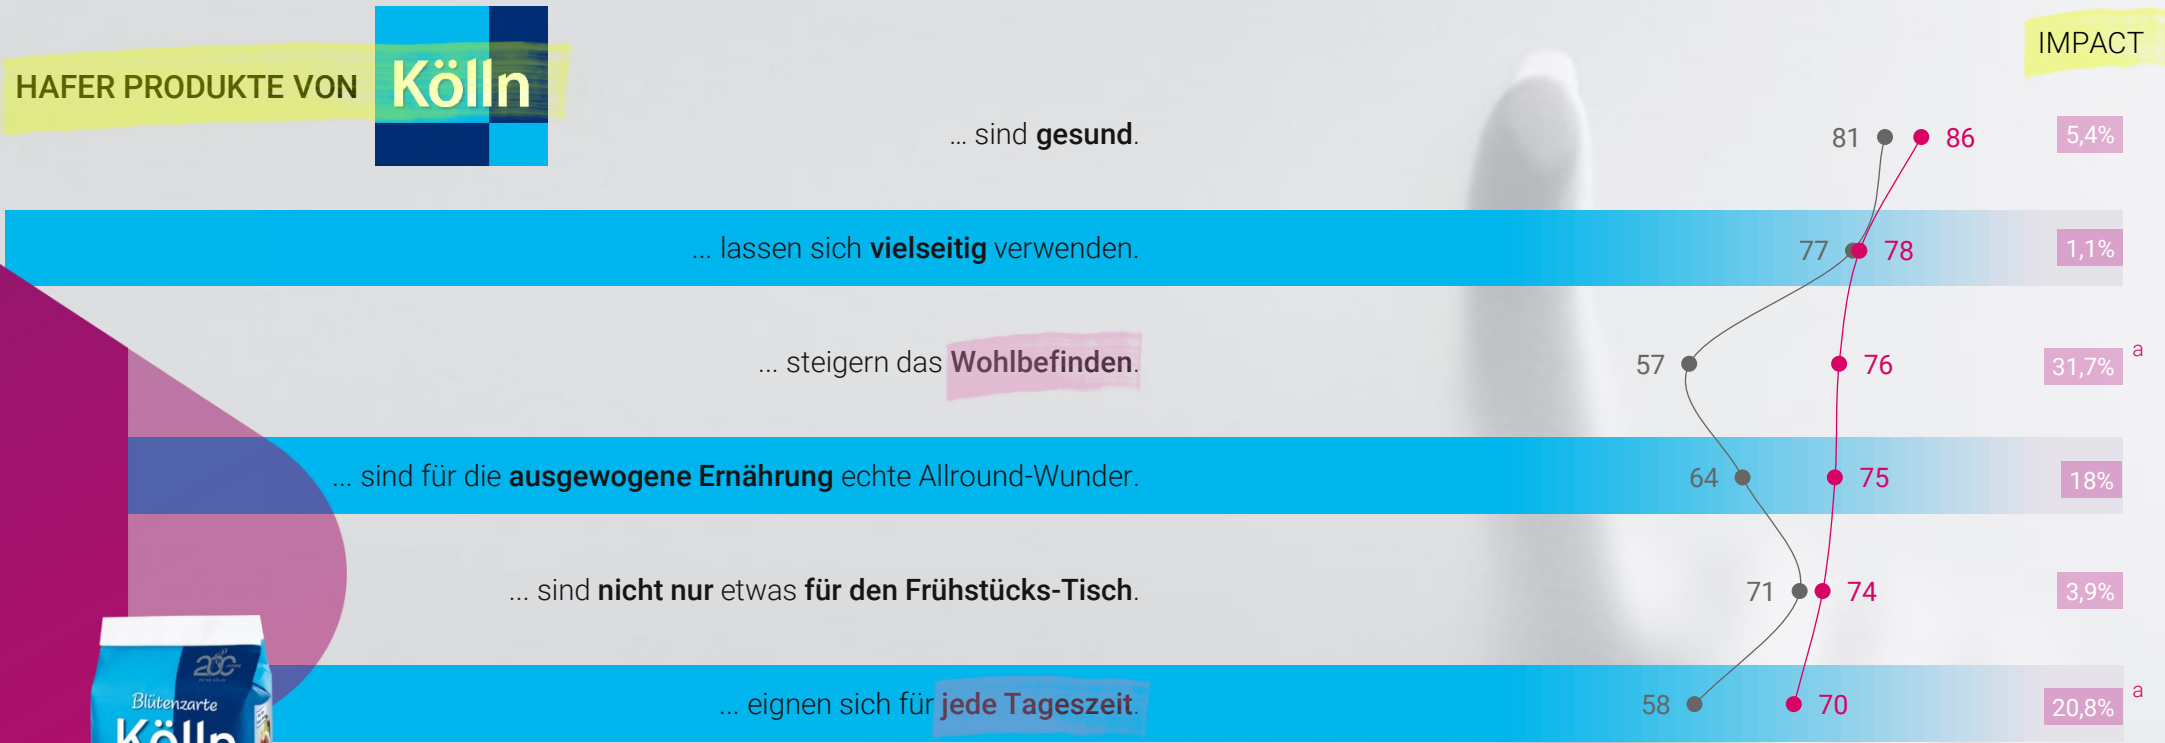 IMPACT
HAFER PRODUKTE VON Kölln
... sind gesund. 81 86 5,4%
... lassen sich vielseitig verwenden. 77 78 1,1%
... steigern das Wohlbefinden. 57 76 31,7% a
... sind für die ausgewogene Ernährung echte Allround-Wunder. 64 75 18%
... sind nicht nur etwas für den Frühstücks-Tisch. 71 74 3,9%
... eignen sich für jede Tageszeit. 58 70 20,8% a
200
Blütenzarte
Kölln